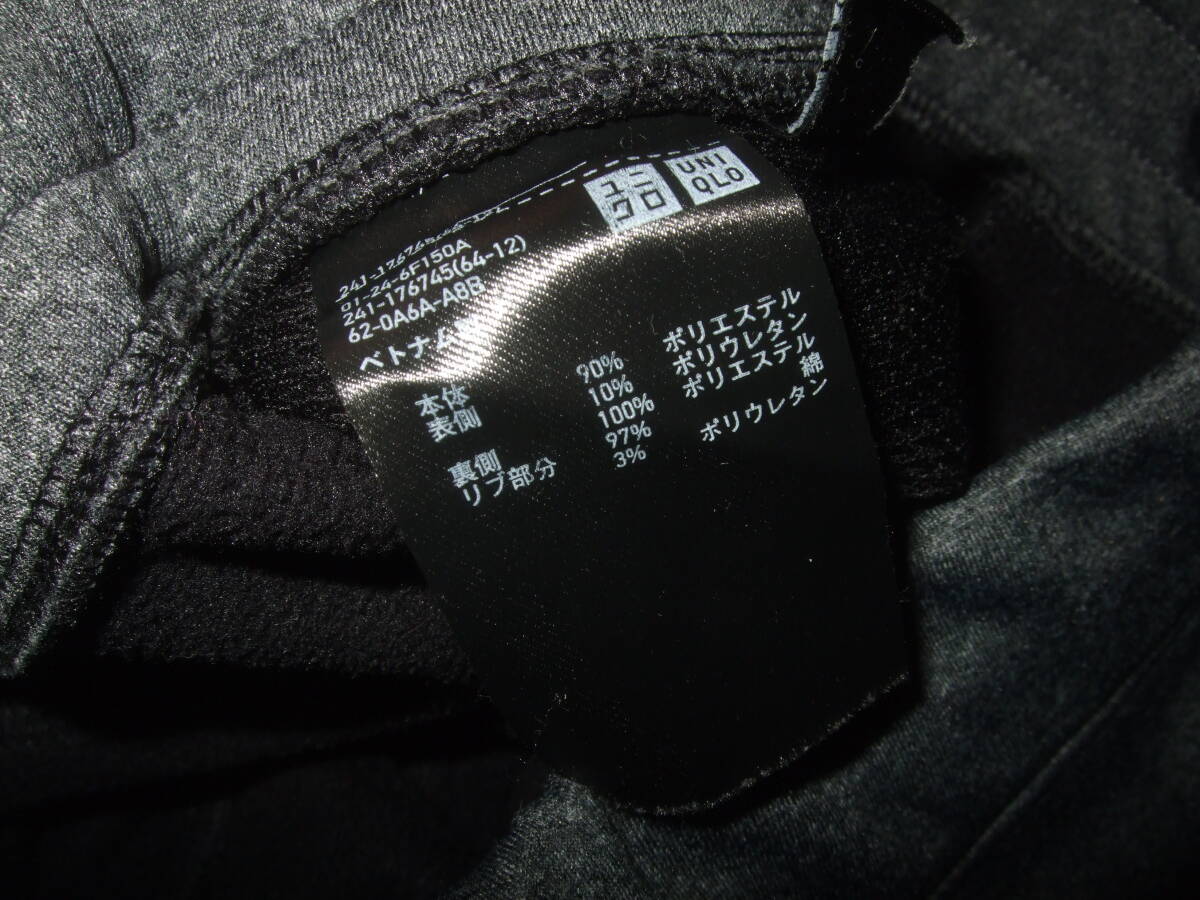 ユニ
クロ
UNI
QLO
01-24-6F150A
241-176745(64-12)
62-0A6A-A8B
ベトナム製
本体
表側 90% ポリエステル
10% ポリウレタン
裏側 100% ポリエステル
リブ部分 97% 綿
3% ポリウレタン